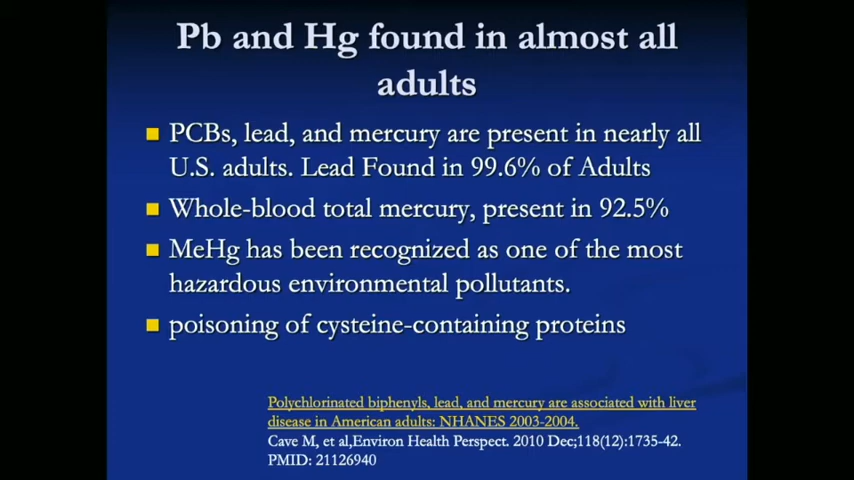 Pb and Hg found in almost all
adults
PCBs, lead, and mercury are present in nearly all
U.S. adults. Lead Found in 99.6% of Adults
Whole-blood total mercury, present in 92.5%
MeHg has been recognized as one of the most
hazardous environmental pollutants.
poisoning of cysteine-containing proteins
Polychlorinated biphenyls, lead, and mercury are associated with liver
disease in American adults: NHANES 2003-2004.
Cave M, et al,Environ Health Perspect. 2010 Dec;118(12):1735-42.
PMID: 21126940